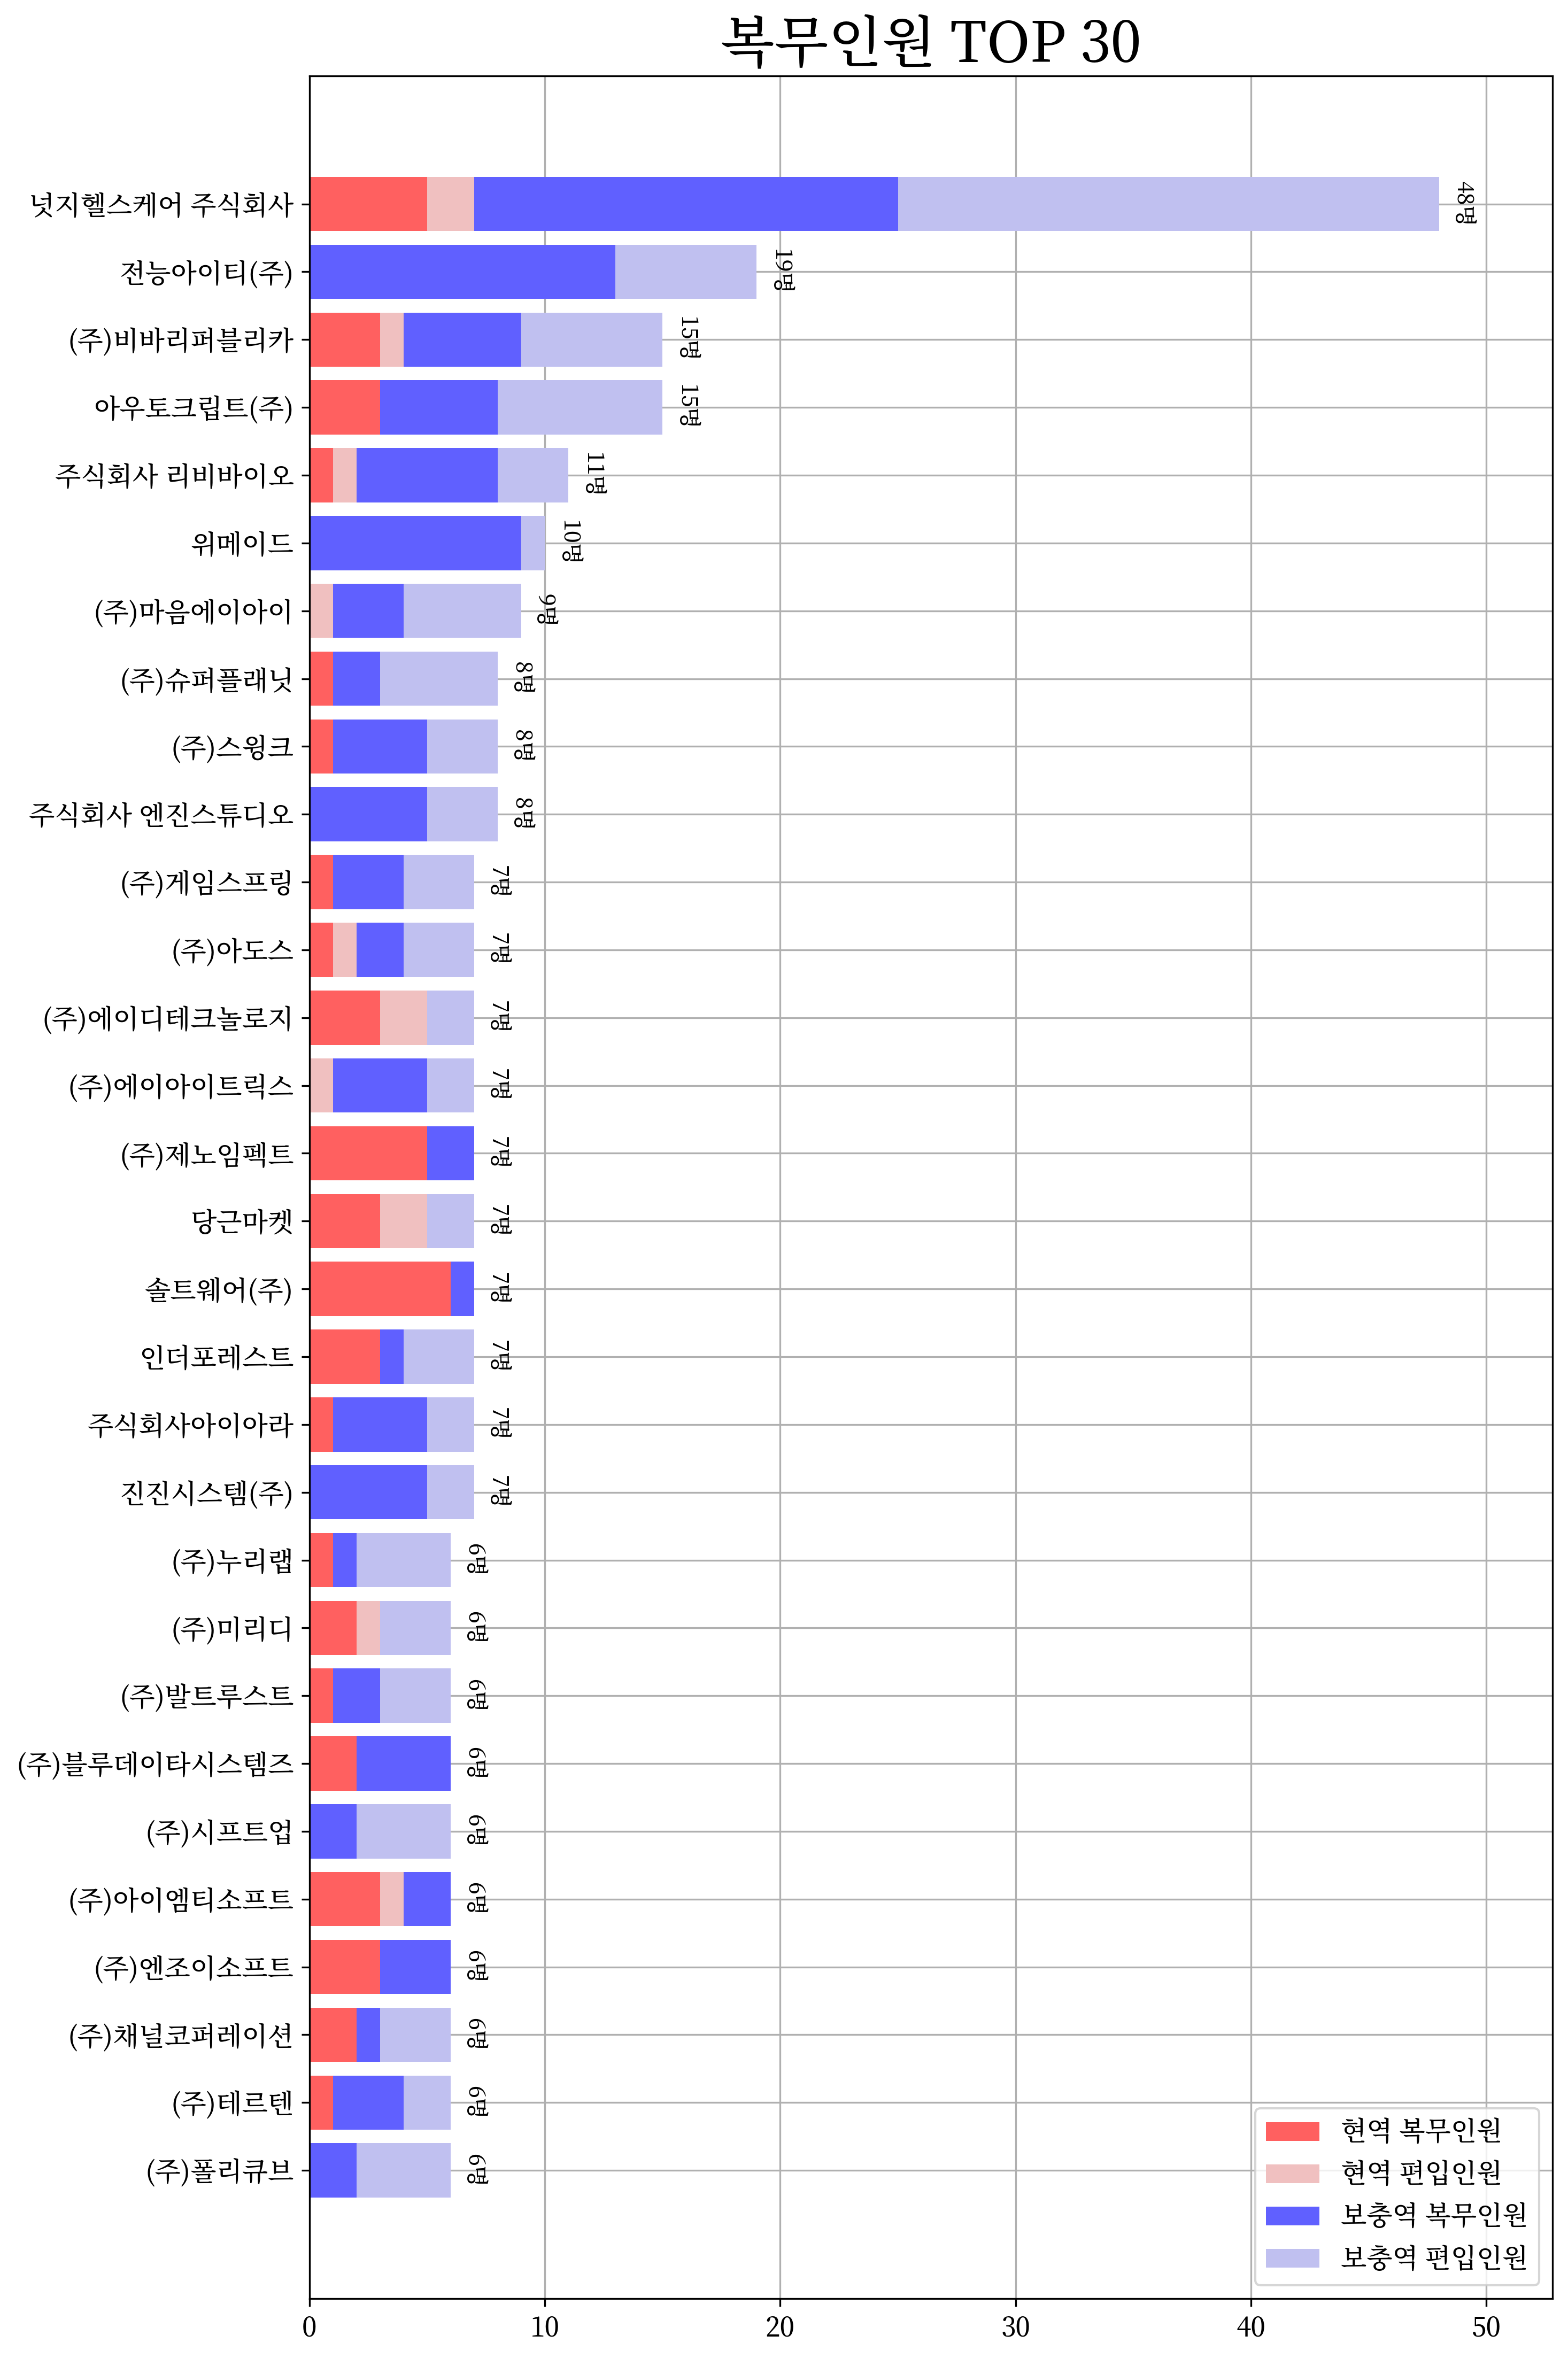 복무인원 TOP 30
넛지헬스케어 주식회사 48명
전능아이티(주) 19명
(주)비바리퍼블리카 15명
아우토크립트(주) 15명
주식회사 리비바이오 11명
위메이드 10명
(주)마음에이아이 9명
(주)슈퍼플래닛 8명
(주)스윙크 8명
주식회사 엔진스튜디오 8명
(주)게임스프링 7명
(주)아도스 7명
(주)에이디테크놀로지 7명
(주)에이아이트릭스 7명
(주)제노임펙트 7명
당근마켓 7명
솔트웨어(주) 7명
인더포레스트 7명
주식회사아이아라 7명
진진시스템(주) 7명
(주)누리랩 6명
(주)미리디 6명
(주)발트루스트 6명
(주)블루데이타시스템즈 6명
(주)시프트업 6명
(주)아이엠티소프트 6명
(주)엔조이소프트 6명
(주)채널코퍼레이션 6명
(주)테르텐 6명
(주)폴리큐브 6명
현역 복무인원
현역 편입인원
보충역 복무인원
보충역 편입인원
0 10 20 30 40 50